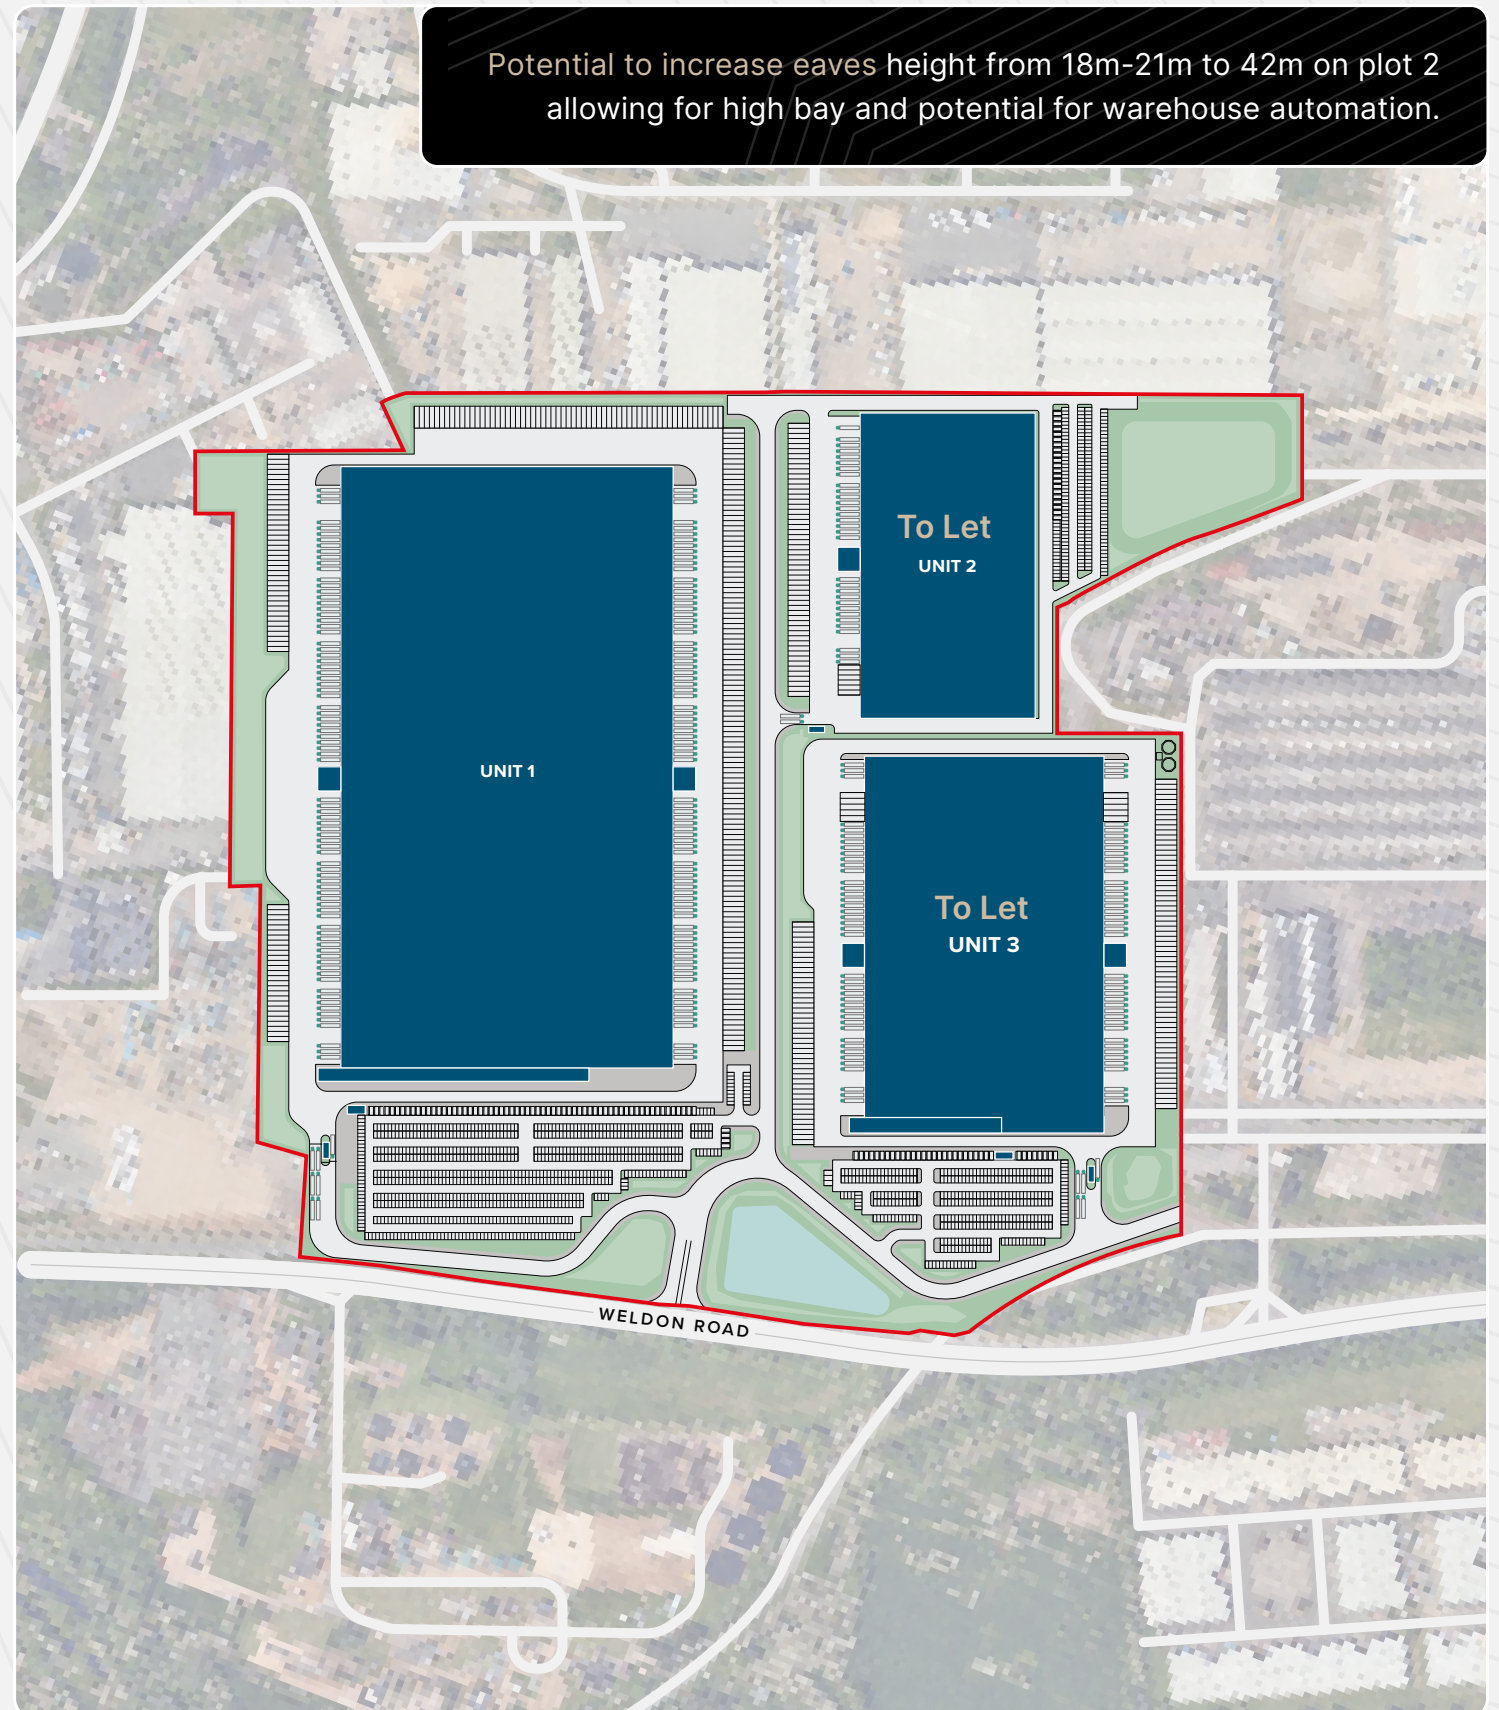 Potential to increase eaves height from 18m-21m to 42m on plot 2
allowing for high bay and potential for warehouse automation.
To Let
UNIT 2
UNIT 1
To Let
UNIT 3
WELDON ROAD